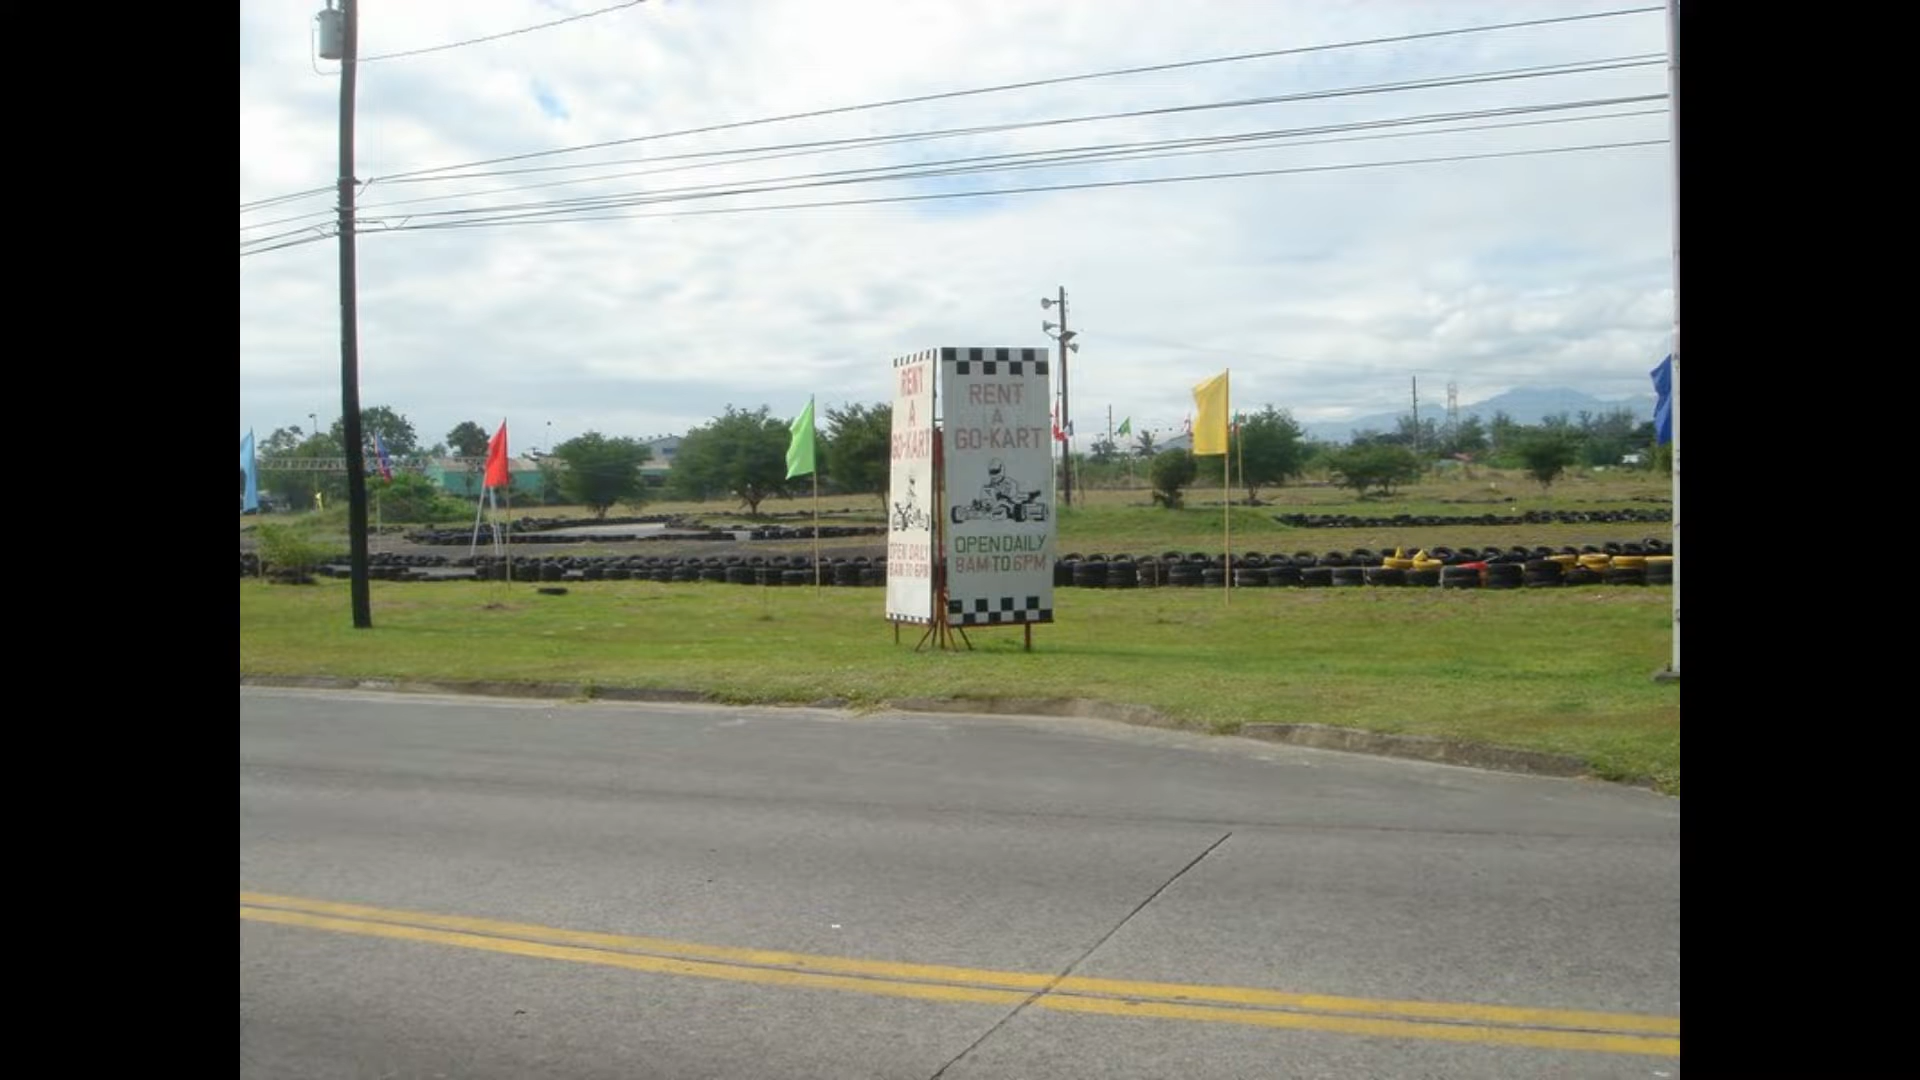 RENT
A
GO-KART
OPEN DAILY
8AM TO 6PM
RENT
A
GO-KART
OPEN DAILY
8AM TO 6PM